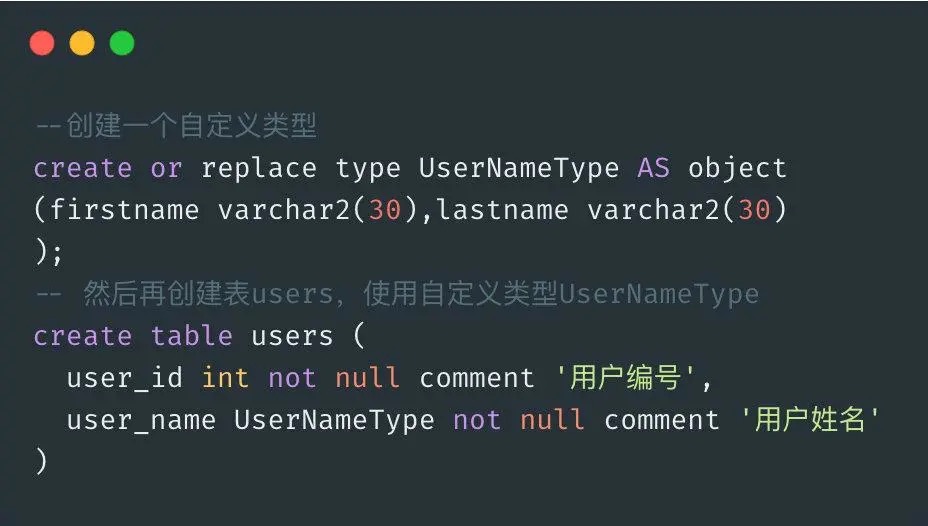 --创建一个自定义类型
create or replace type UserNameType AS object
(firstname varchar2(30),lastname varchar2(30)
);
-- 然后再创建表users，使用自定义类型UserNameType
create table users (
  user_id int not null comment '用户编号',
  user_name UserNameType not null comment '用户姓名'
)